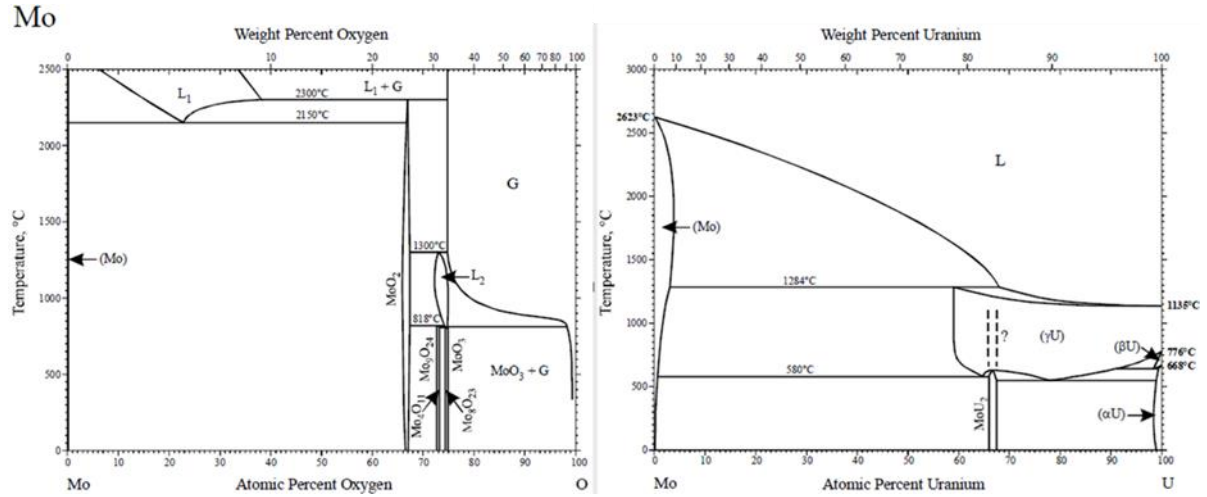 Mo
Weight Percent Oxygen
0 10 20 30 40 50 60 70 80 100
2500
2000
1500
1000
500
0
Temperature, °C
L1
L1 + G
2300°C
2150°C
G
(Mo)
MoO2
1300°C
L2
818°C
Mo4O11
Mo9O24
MoO3
Mo8O23
MoO3 + G
0 10 20 30 40 50 60 70 80 90 100
Mo Atomic Percent Oxygen O
Weight Percent Uranium
0 10 20 30 40 50 60 70 80 90 100
3000
2500
2000
1500
1000
500
0
Temperature, °C
2623°C
L
(Mo)
1284°C
1135°C
?
(γU)
(βU)
776°C
668°C
580°C
MoU2
(αU)
0 10 20 30 40 50 60 70 80 90 100
Mo Atomic Percent Uranium U